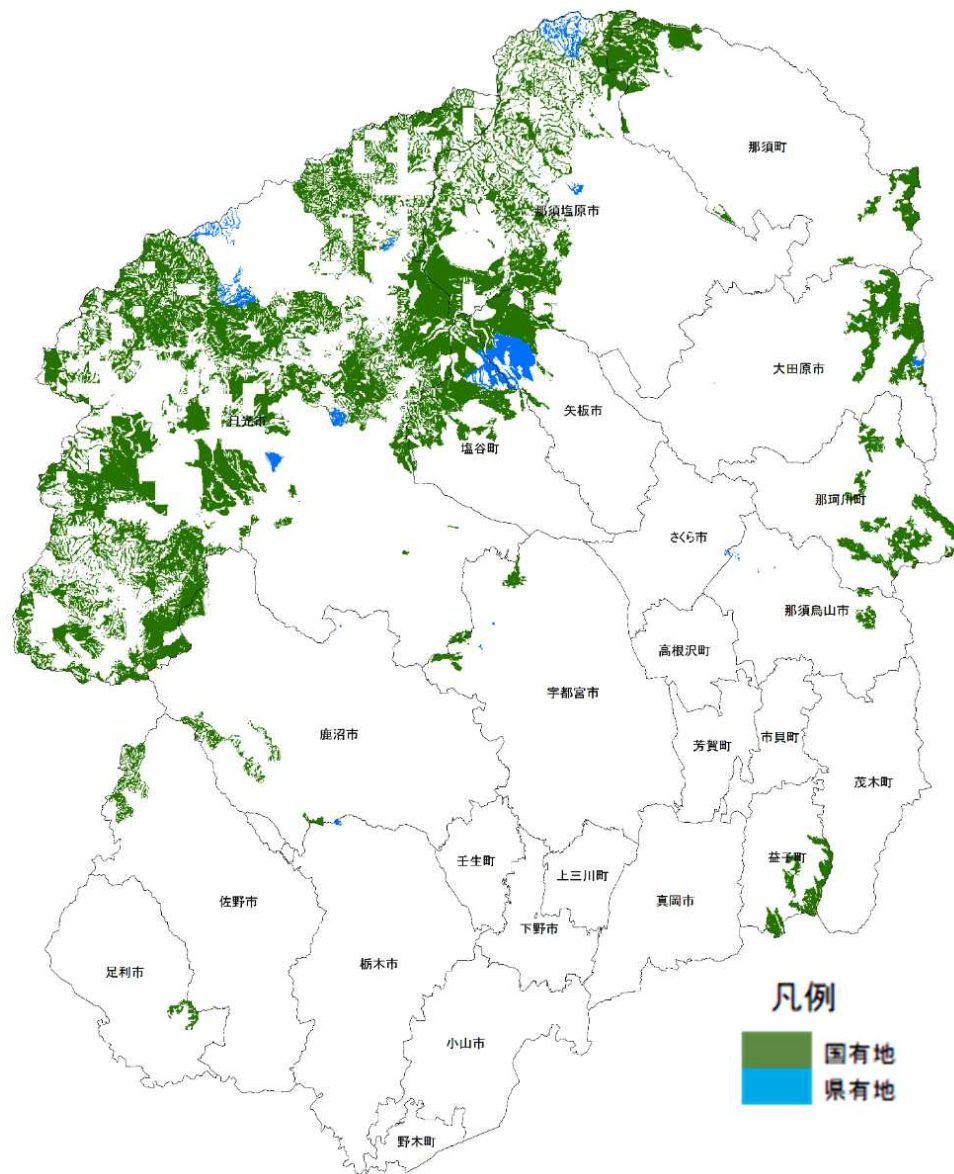 那須町
那須塩原市
大田原市
矢板市
日光市
塩谷町
那珂川町
さくら市
那須烏山市
高根沢町
宇都宮市
鹿沼市
芳賀町
市貝町
茂木町
壬生町
益子町
上三川町
佐野市
真岡市
下野市
足利市
栃木市
小山市
野木町
凡例
国有地
県有地